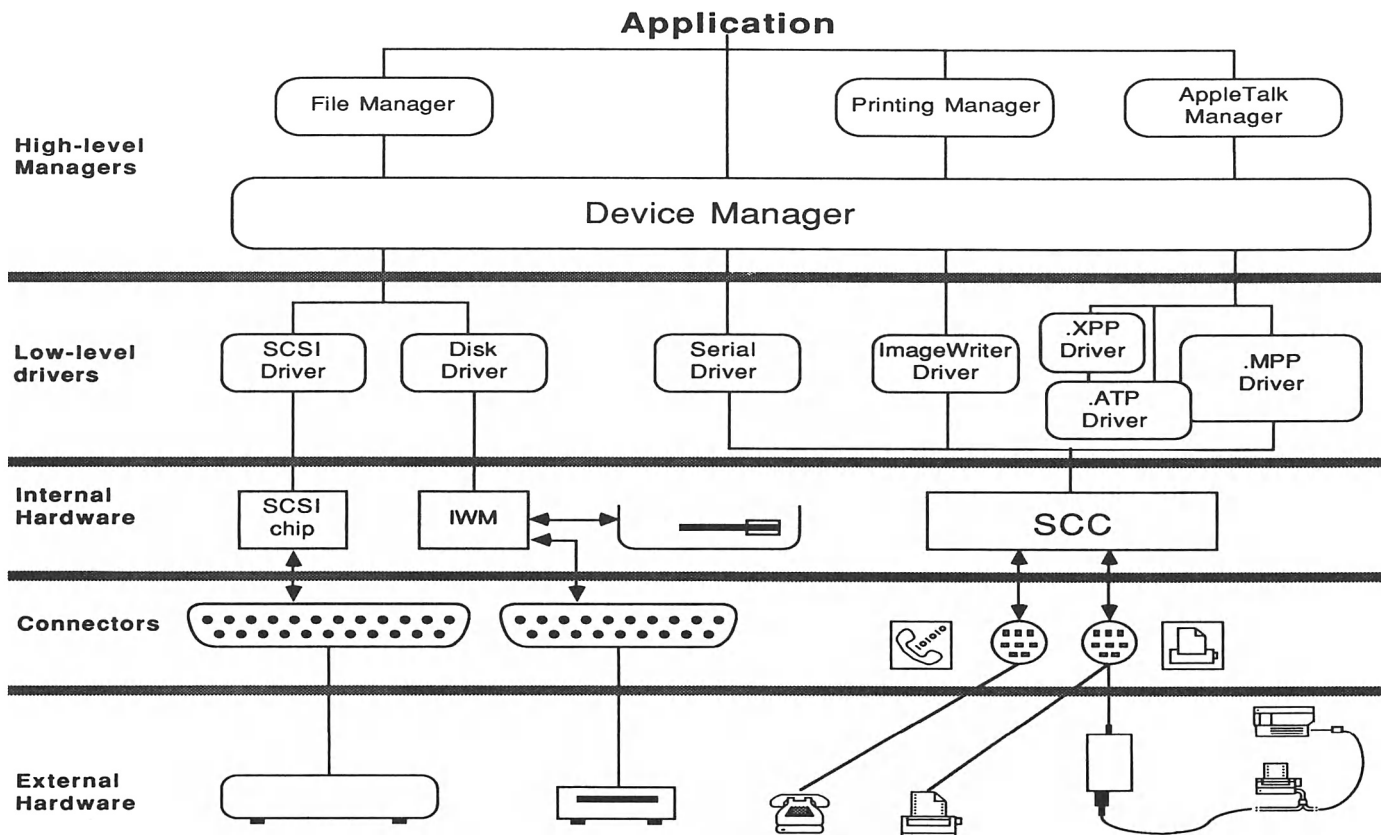 Application
File Manager
Printing Manager
AppleTalk
Manager
High-level
Managers
Device Manager
Low-level
drivers
SCSI
Driver
Disk
Driver
Serial
Driver
ImageWriter
Driver
.XPP
Driver
.ATP
Driver
.MPP
Driver
Internal
Hardware
SCSI
chip
IWM
SCC
Connectors
External
Hardware